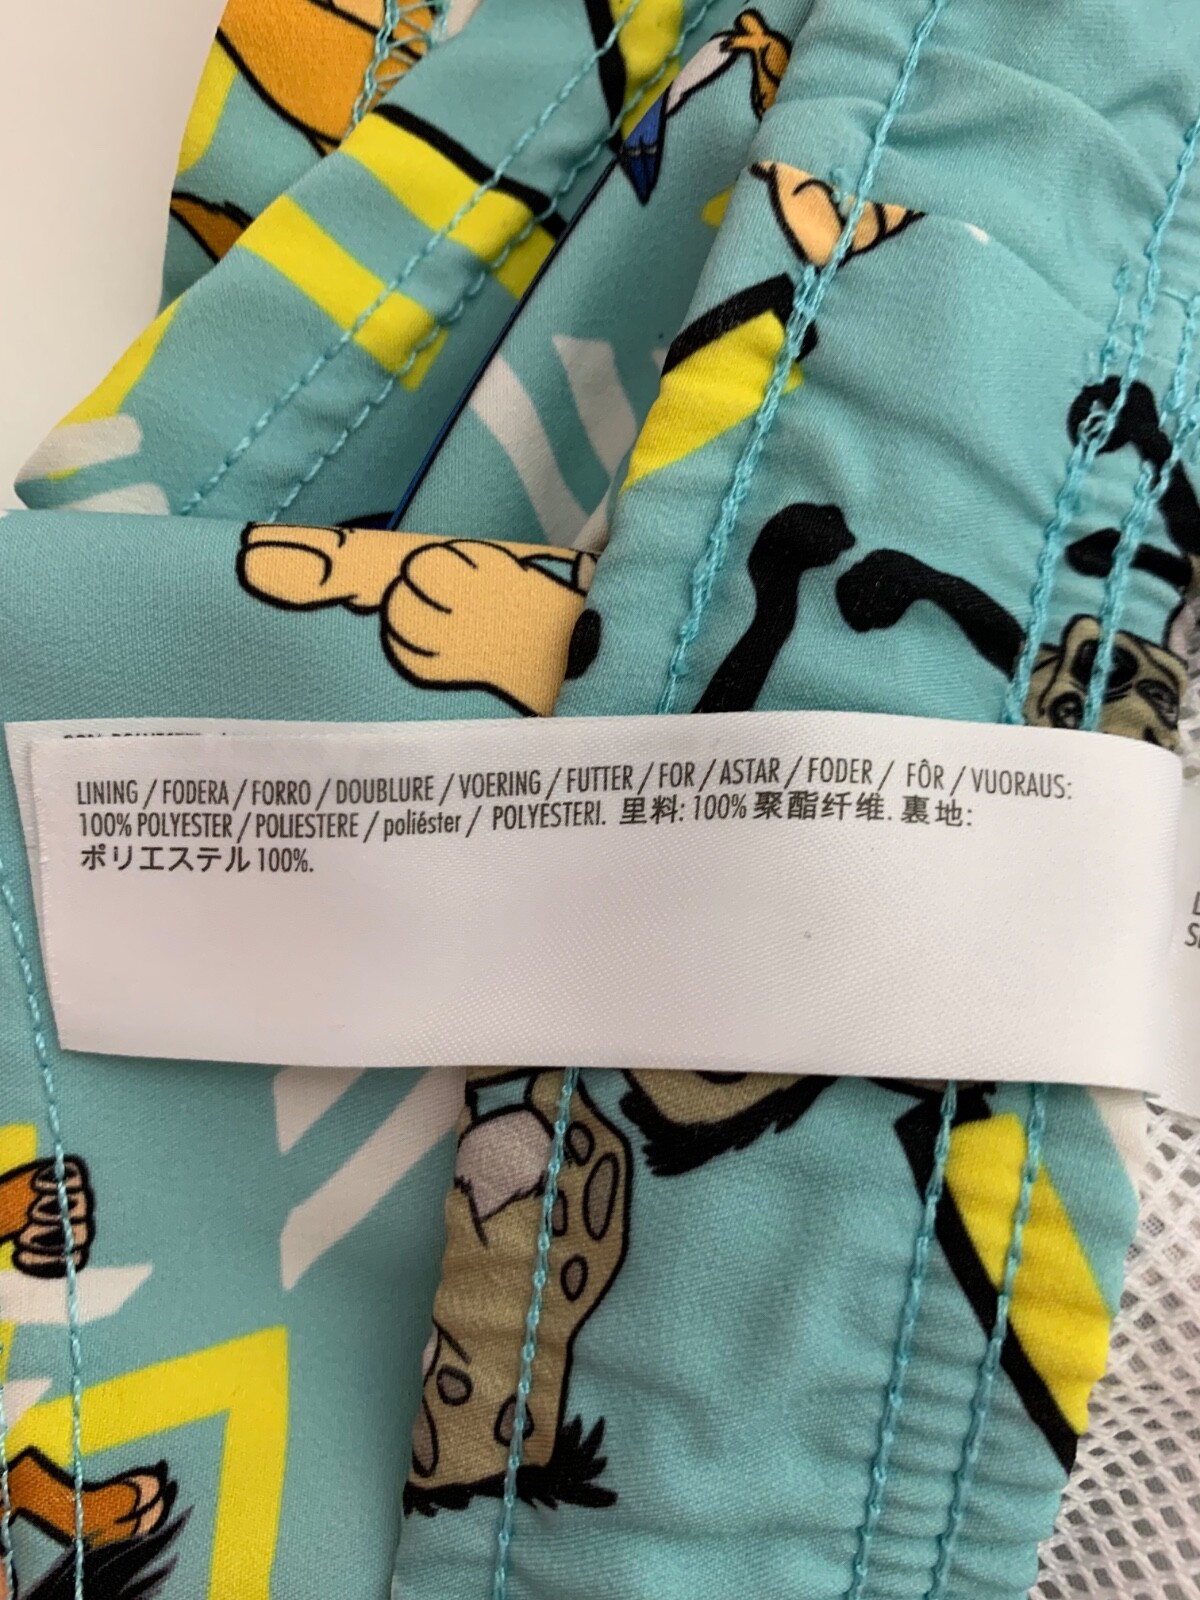 LINING / FODERA / FORRO / DOUBLURE / VOERING / FUTTER / FOR / ASTAR / FODER / FÔR / VUORAUS:
100% POLYESTER / POLIESTERE / poliéster / POLYESTERI. 里料: 100% 聚酯纤维. 裏地:
ポリエステル 100%.